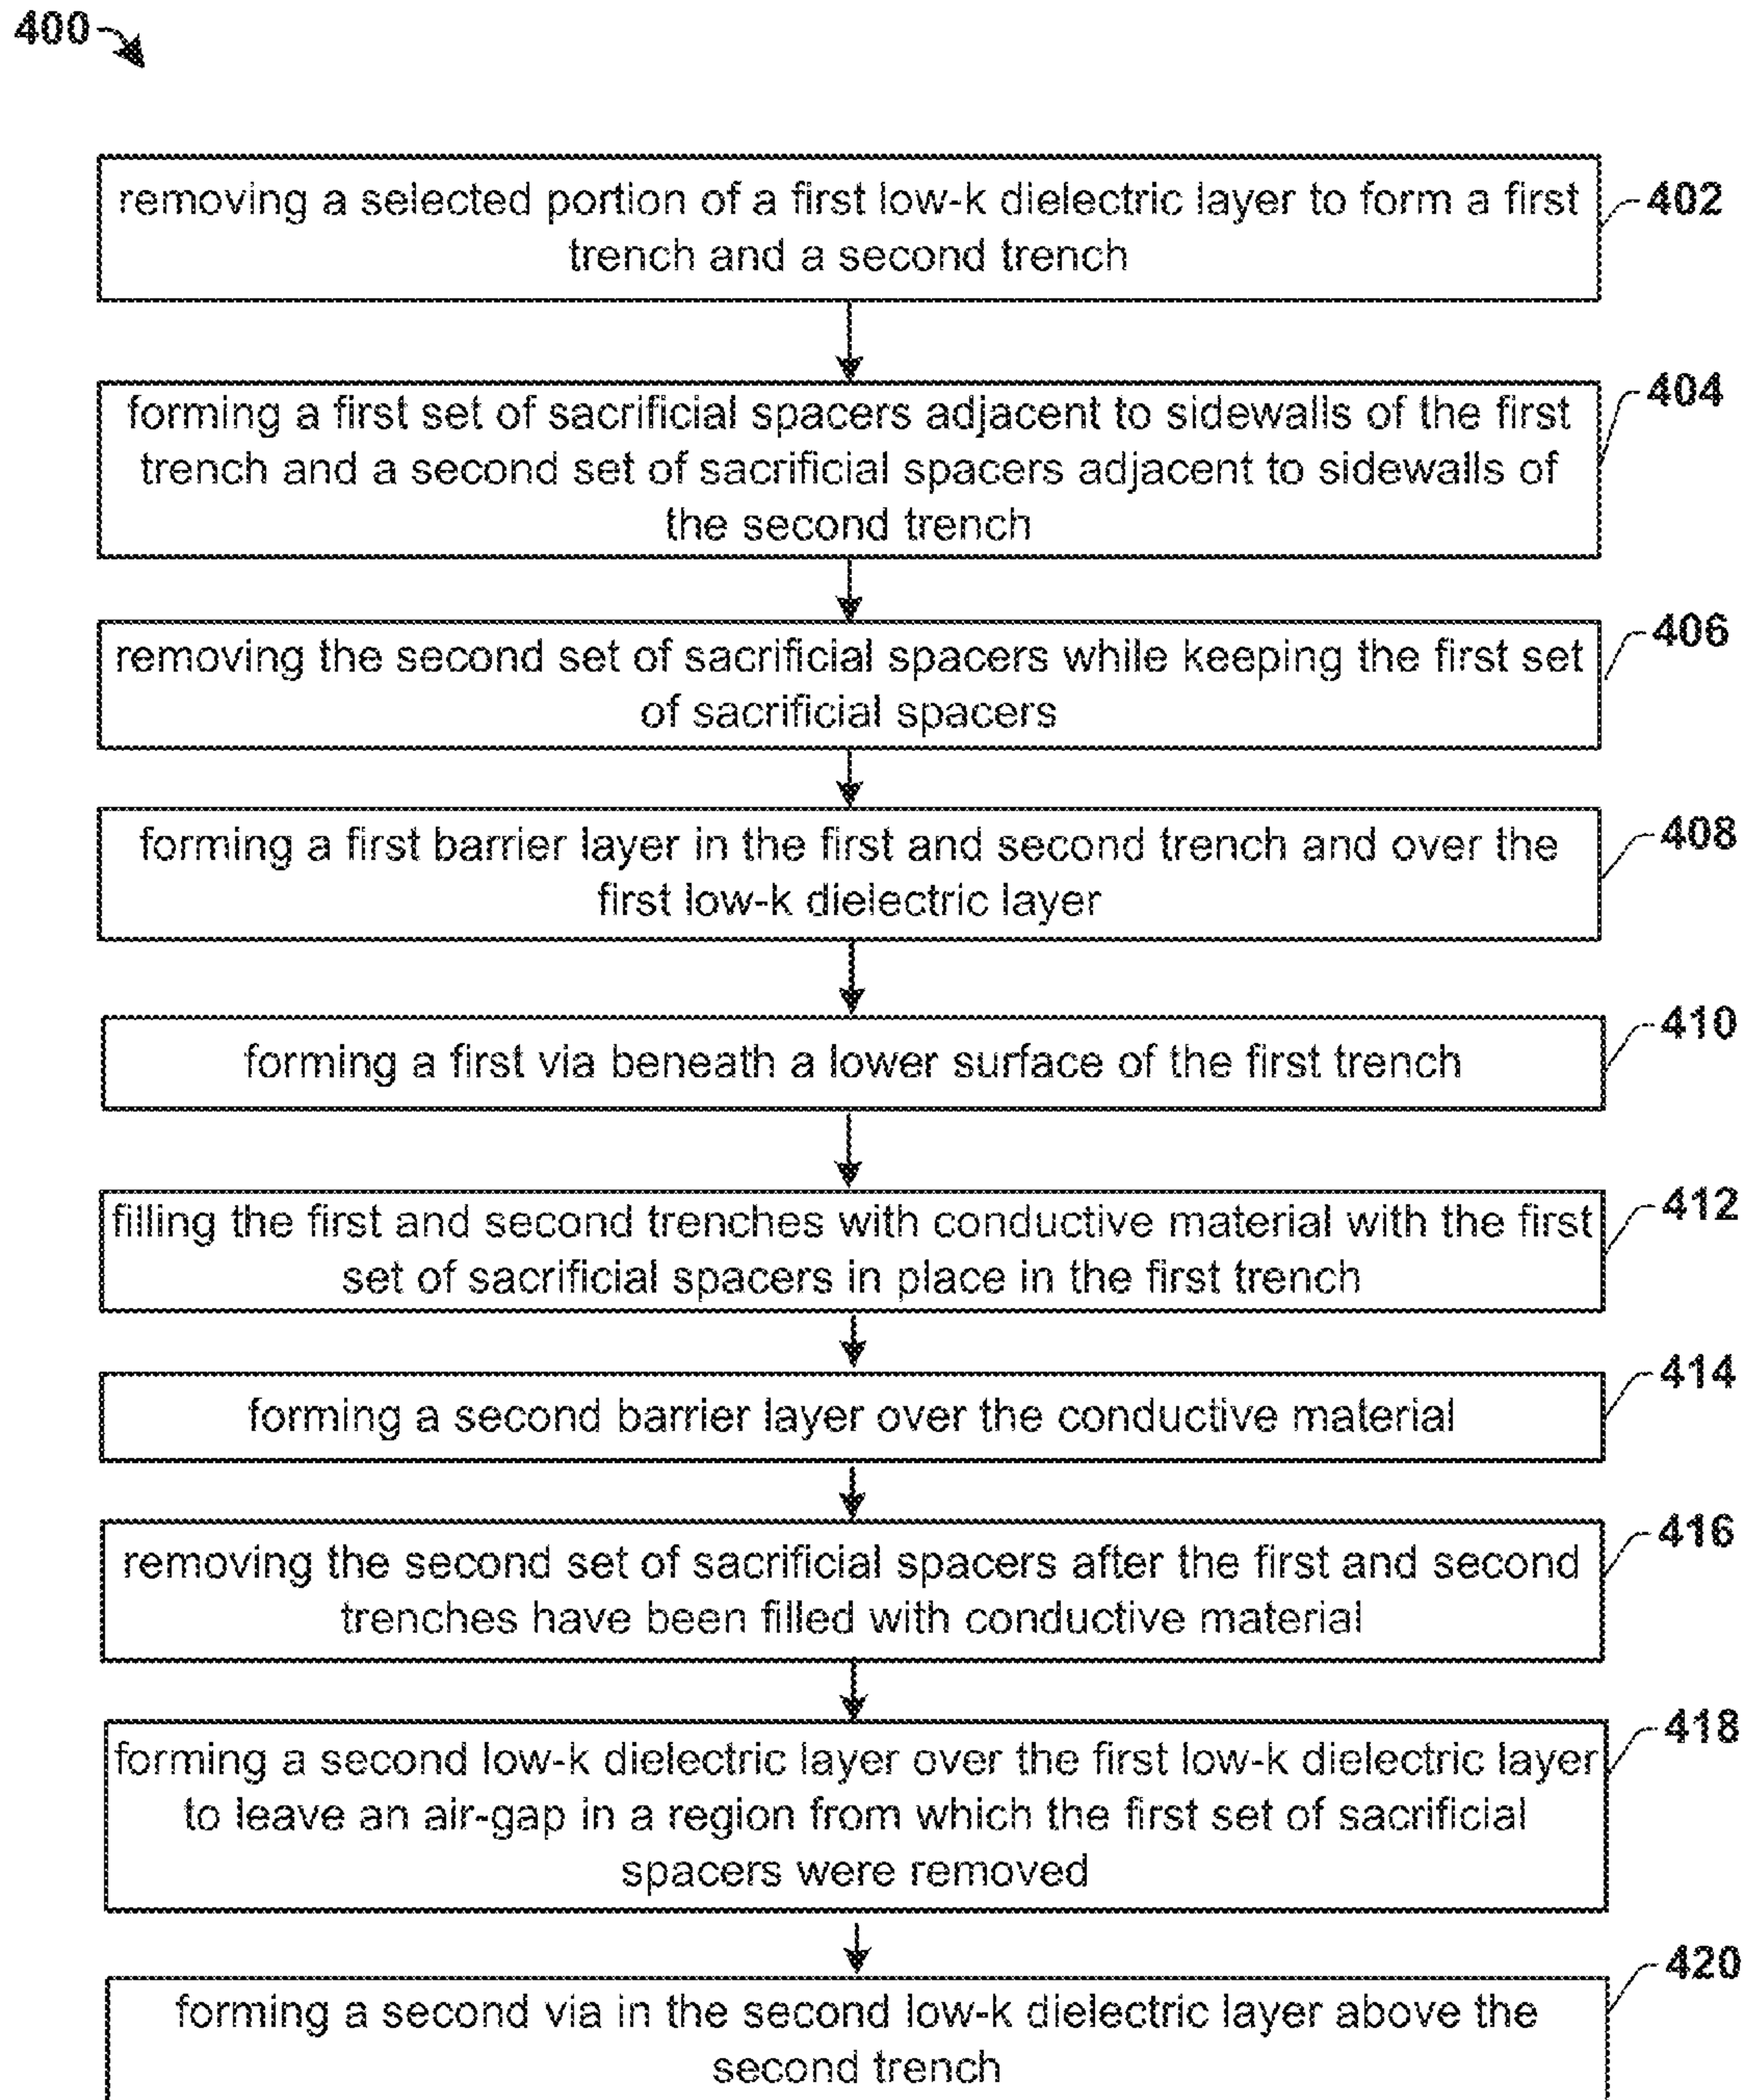 400
removing a selected portion of a first low-k dielectric layer to form a first
trench and a second trench
402
forming a first set of sacrificial spacers adjacent to sidewalls of the first
trench and a second set of sacrificial spacers adjacent to sidewalls of
the second trench
404
removing the second set of sacrificial spacers while keeping the first set
of sacrificial spacers
406
forming a first barrier layer in the first and second trench and over the
first low-k dielectric layer
408
forming a first via beneath a lower surface of the first trench
410
filling the first and second trenches with conductive material with the first
set of sacrificial spacers in place in the first trench
412
forming a second barrier layer over the conductive material
414
removing the second set of sacrificial spacers after the first and second
trenches have been filled with conductive material
416
forming a second low-k dielectric layer over the first low-k dielectric layer
to leave an air-gap in a region from which the first set of sacrificial
spacers were removed
418
forming a second via in the second low-k dielectric layer above the
second trench
420